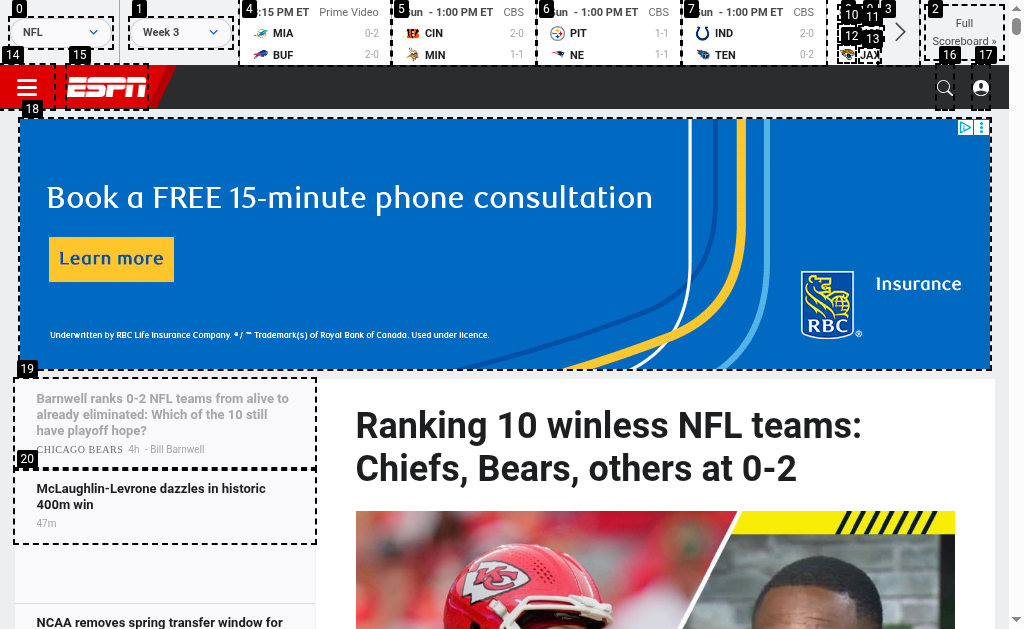 NFL
Week 3
:15 PM ET Prime Video
MIA 0-2
BUF 2-0
Sun - 1:00 PM ET CBS
CIN 2-0
MIN 1-1
Sun - 1:00 PM ET CBS
PIT 1-1
NE 1-1
Sun - 1:00 PM ET CBS
IND 2-0
TEN 0-2
JAX
Full
Scoreboard »
0
1
2
3
4
5
6
7
10
11
12
13
14
15
16
17
18
19
20
ESPN
Book a FREE 15-minute phone consultation
Learn more
Underwritten by RBC Life Insurance Company. ® / ™ Trademark(s) of Royal Bank of Canada. Used under licence.
RBC
®
Insurance
Barnwell ranks 0-2 NFL teams from alive to
already eliminated: Which of the 10 still
have playoff hope?
CHICAGO BEARS 4h - Bill Barnwell
McLaughlin-Levrone dazzles in historic
400m win
47m
NCAA removes spring transfer window for
Ranking 10 winless NFL teams:
Chiefs, Bears, others at 0-2
KC